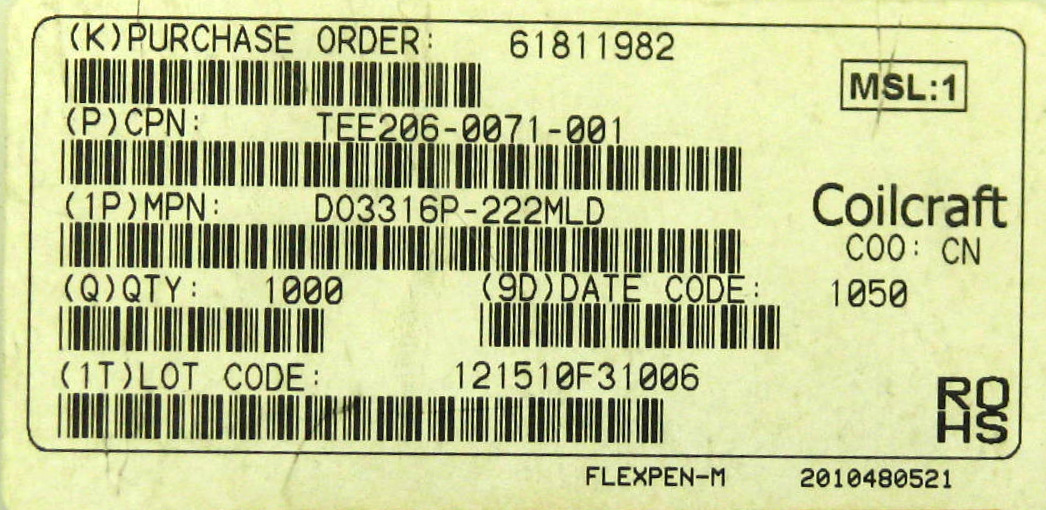 (K)PURCHASE ORDER: 61811982
MSL:1
(P)CPN: TEE206-0071-001
(1P)MPN: DO3316P-222MLD
Coilcraft
COO: CN
(Q)QTY: 1000 (9D)DATE CODE: 1050
(1T)LOT CODE: 121510F31006
RO
HS
FLEXPEN-M 2010480521